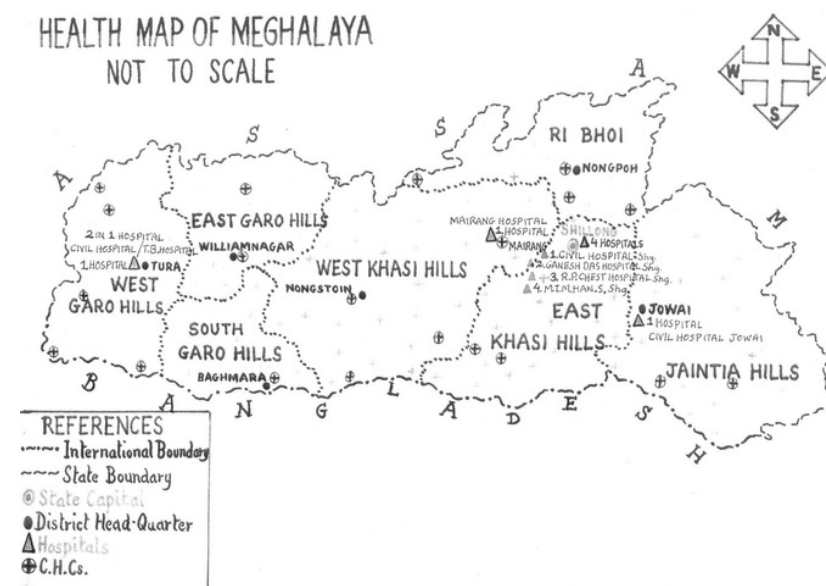 HEALTH MAP OF MEGHALAYA
NOT TO SCALE
N
W E
S
A S S A M
RI BHOI
NONGPOH
EAST GARO HILLS
WILLIAMNAGAR
2 IN 1 HOSPITAL
CIVIL HOSPITAL/T.B.HOSPITAL
1 HOSPITAL
TURA
WEST
GARO HILLS
MAIRANG HOSPITAL
1 HOSPITAL
MAIRANG
SHILLONG
4 HOSPITALS
1. CIVIL HOSPITAL, Shg.
2. GANESH DAS HOSPITAL Shg.
3. R.P. CHEST HOSPITAL Shg.
4. M.I.M.HAN.S, Shg.
WEST KHASI HILLS
NONGSTOIN
EAST
KHASI HILLS
JOWAI
1 HOSPITAL
CIVIL HOSPITAL JOWAI
SOUTH
GARO HILLS
BAGHMARA
JAINTIA HILLS
B A N G L A D E S H
REFERENCES
International Boundary
State Boundary
State Capital
District Head-Quarter
Hospitals
C.H.Cs.